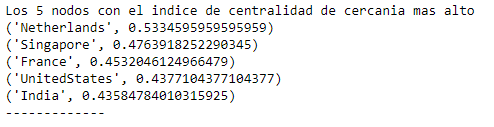 Los 5 nodos con el indice de centralidad de cercania mas alto
('Netherlands', 0.5334595959595959)
('Singapore', 0.4763918252290345)
('France', 0.4532046124966479)
('UnitedStates', 0.4377104377104377)
('India', 0.43584784010315925)
-------------